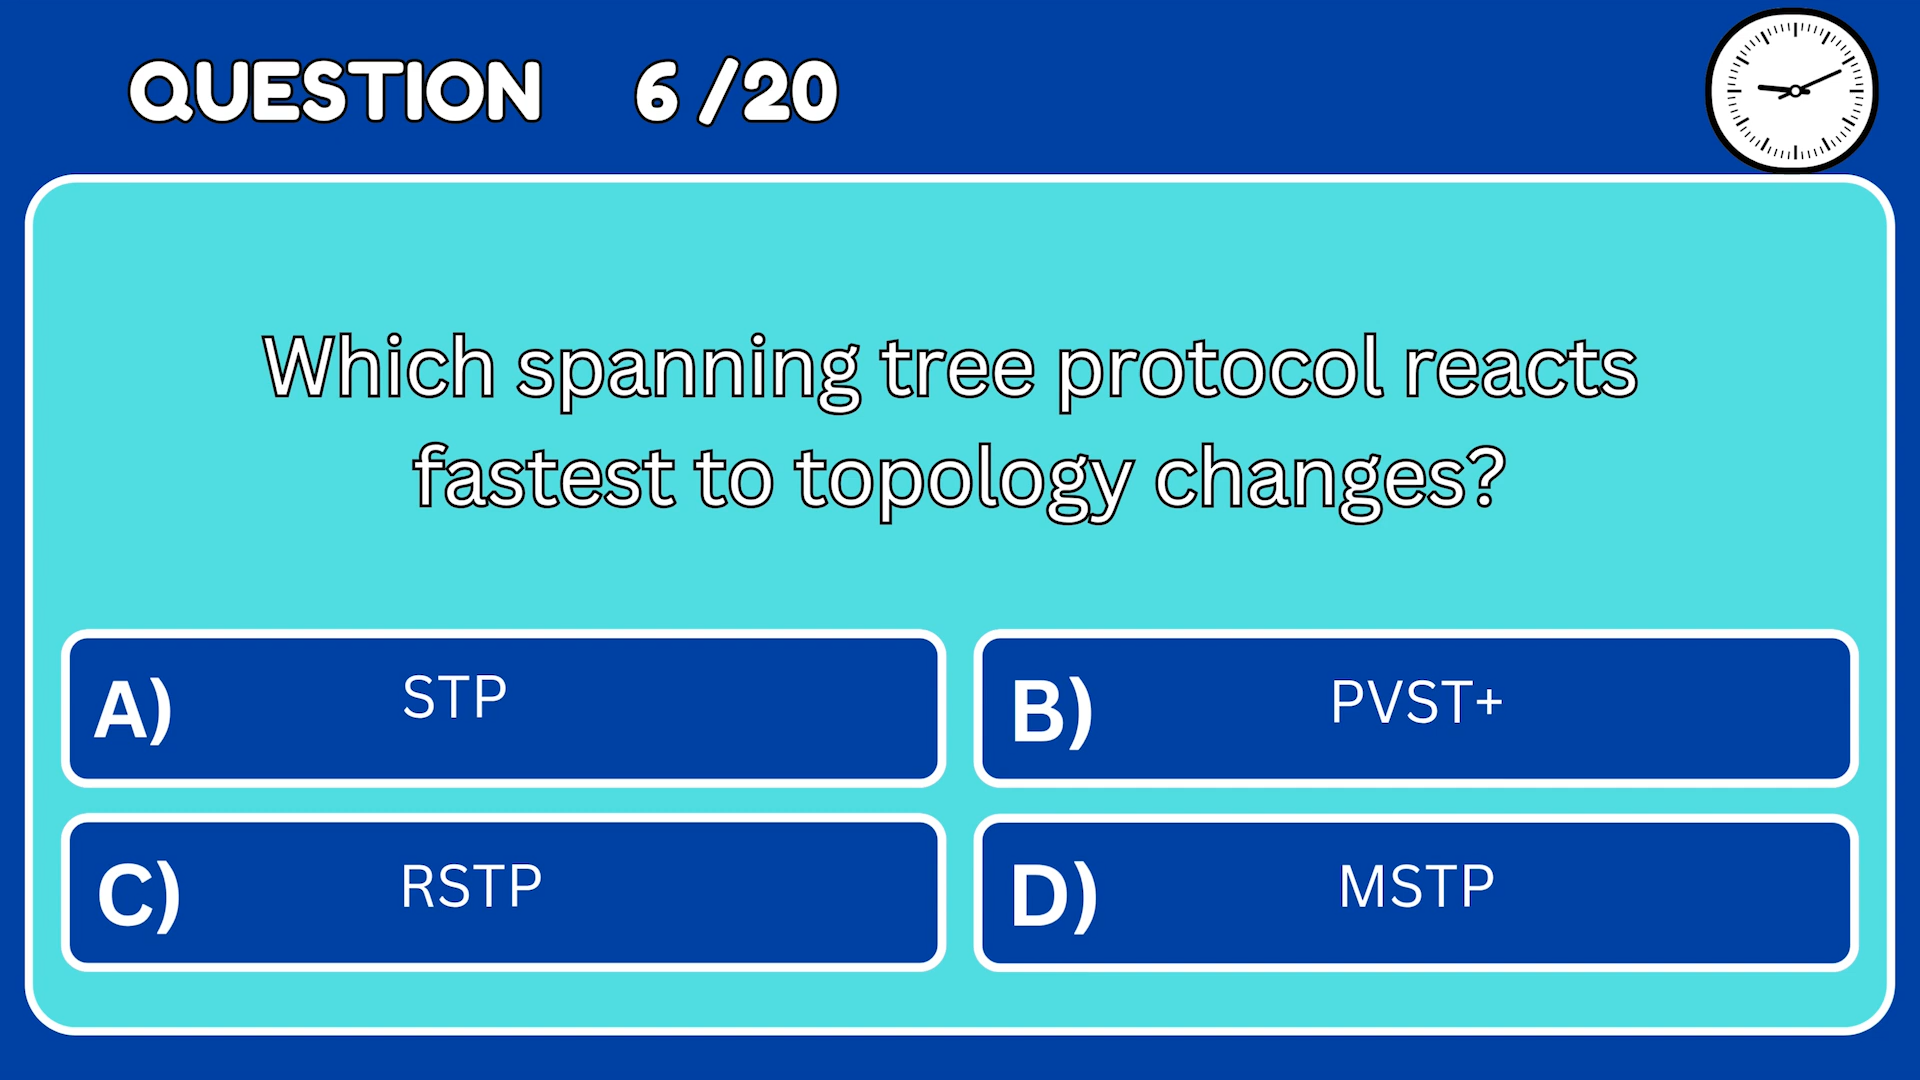 QUESTION 6 /20
Which spanning tree protocol reacts
fastest to topology changes?
A) STP
B) PVST+
C) RSTP
D) MSTP